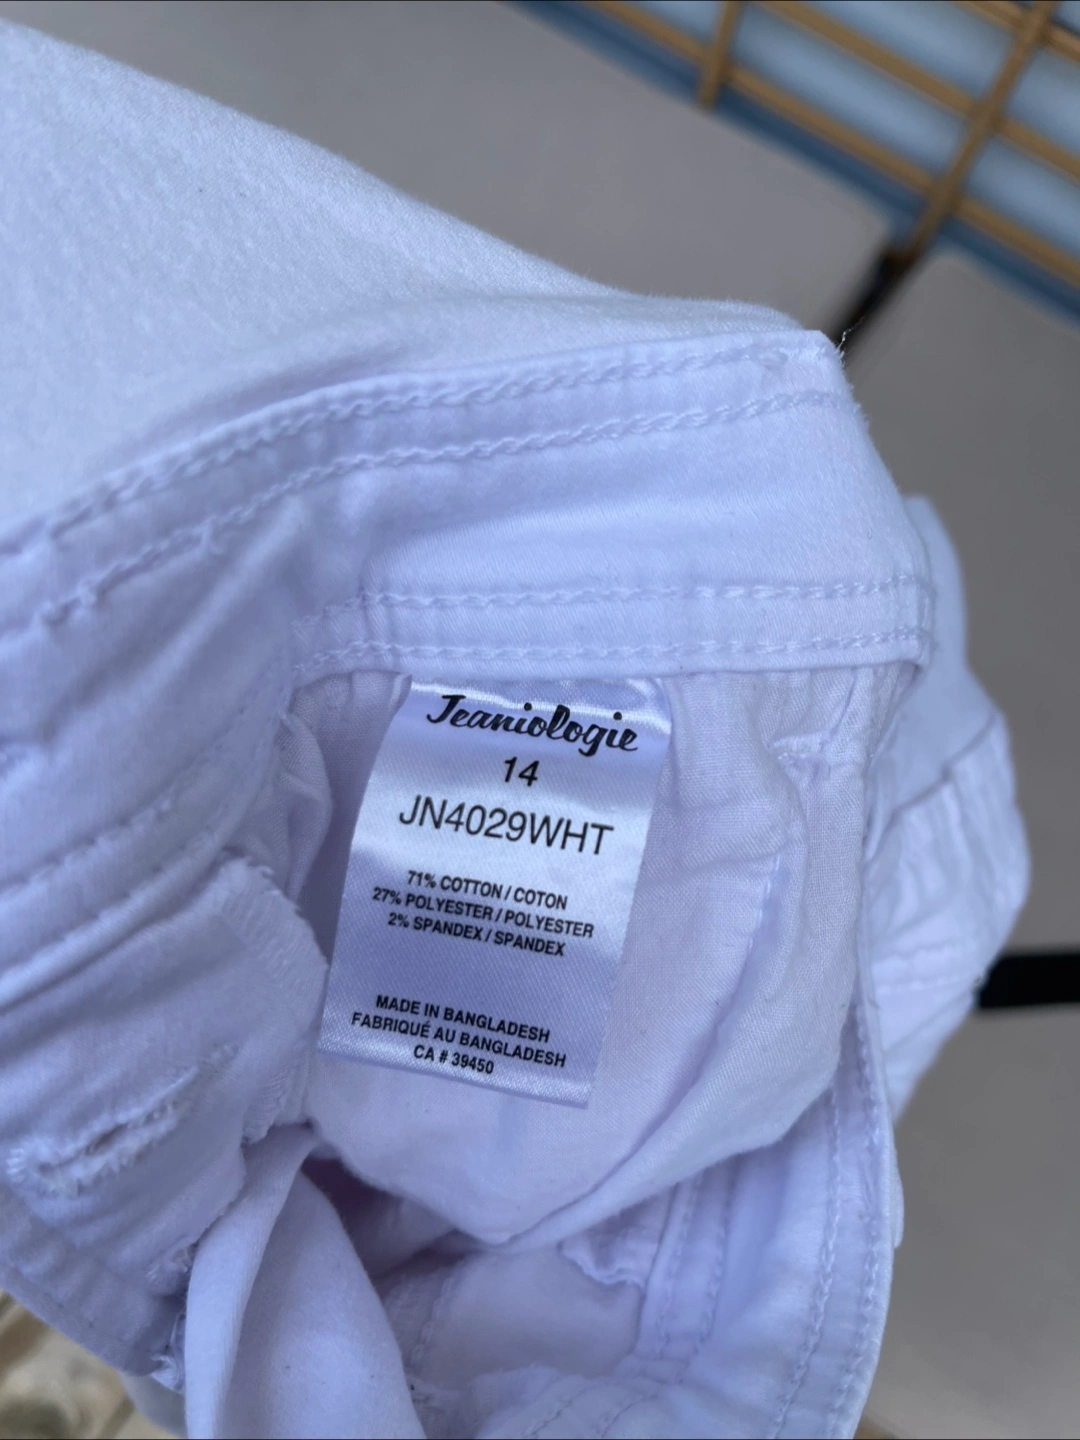 Jeaniologie
14
JN4029WHT
71% COTTON / COTON
27% POLYESTER / POLYESTER
2% SPANDEX / SPANDEX
MADE IN BANGLADESH
FABRIQUÉ AU BANGLADESH
CA # 39450